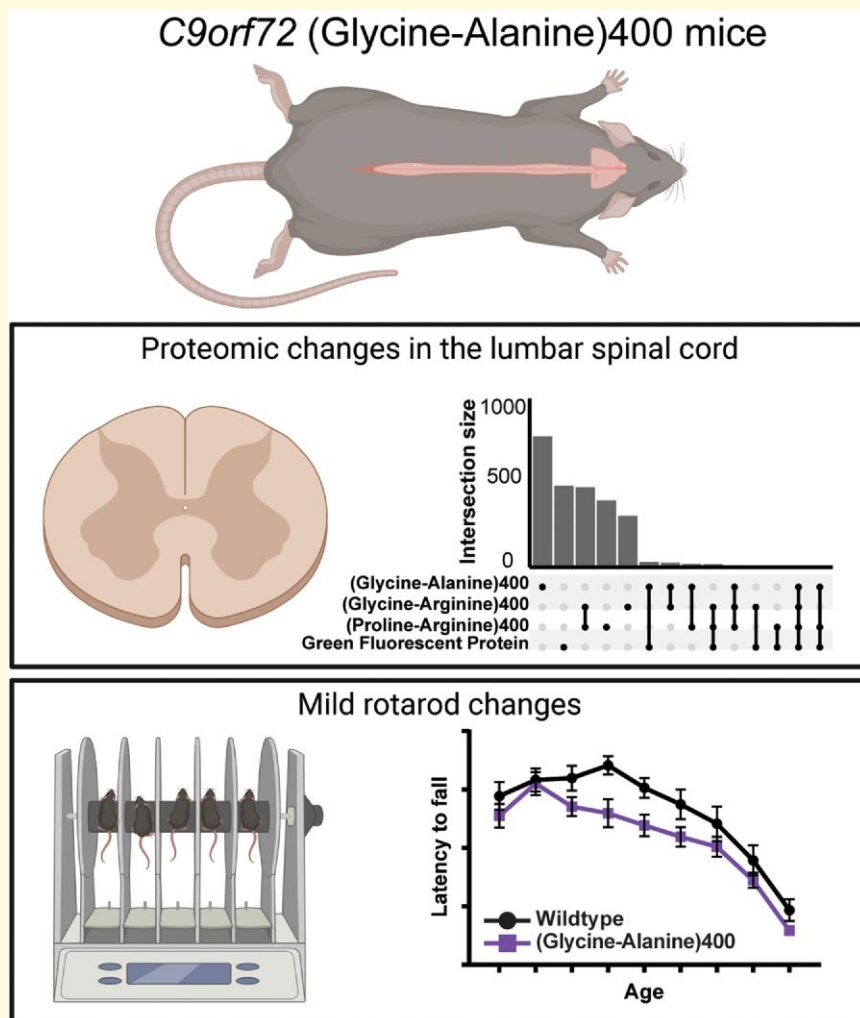 C9orf72 (Glycine-Alanine)400 mice
Proteomic changes in the lumbar spinal cord
Intersection size
1000
500
0
(Glycine-Alanine)400
(Glycine-Arginine)400
(Proline-Arginine)400
Green Fluorescent Protein
Mild rotarod changes
Latency to fall
Wildtype
(Glycine-Alanine)400
Age